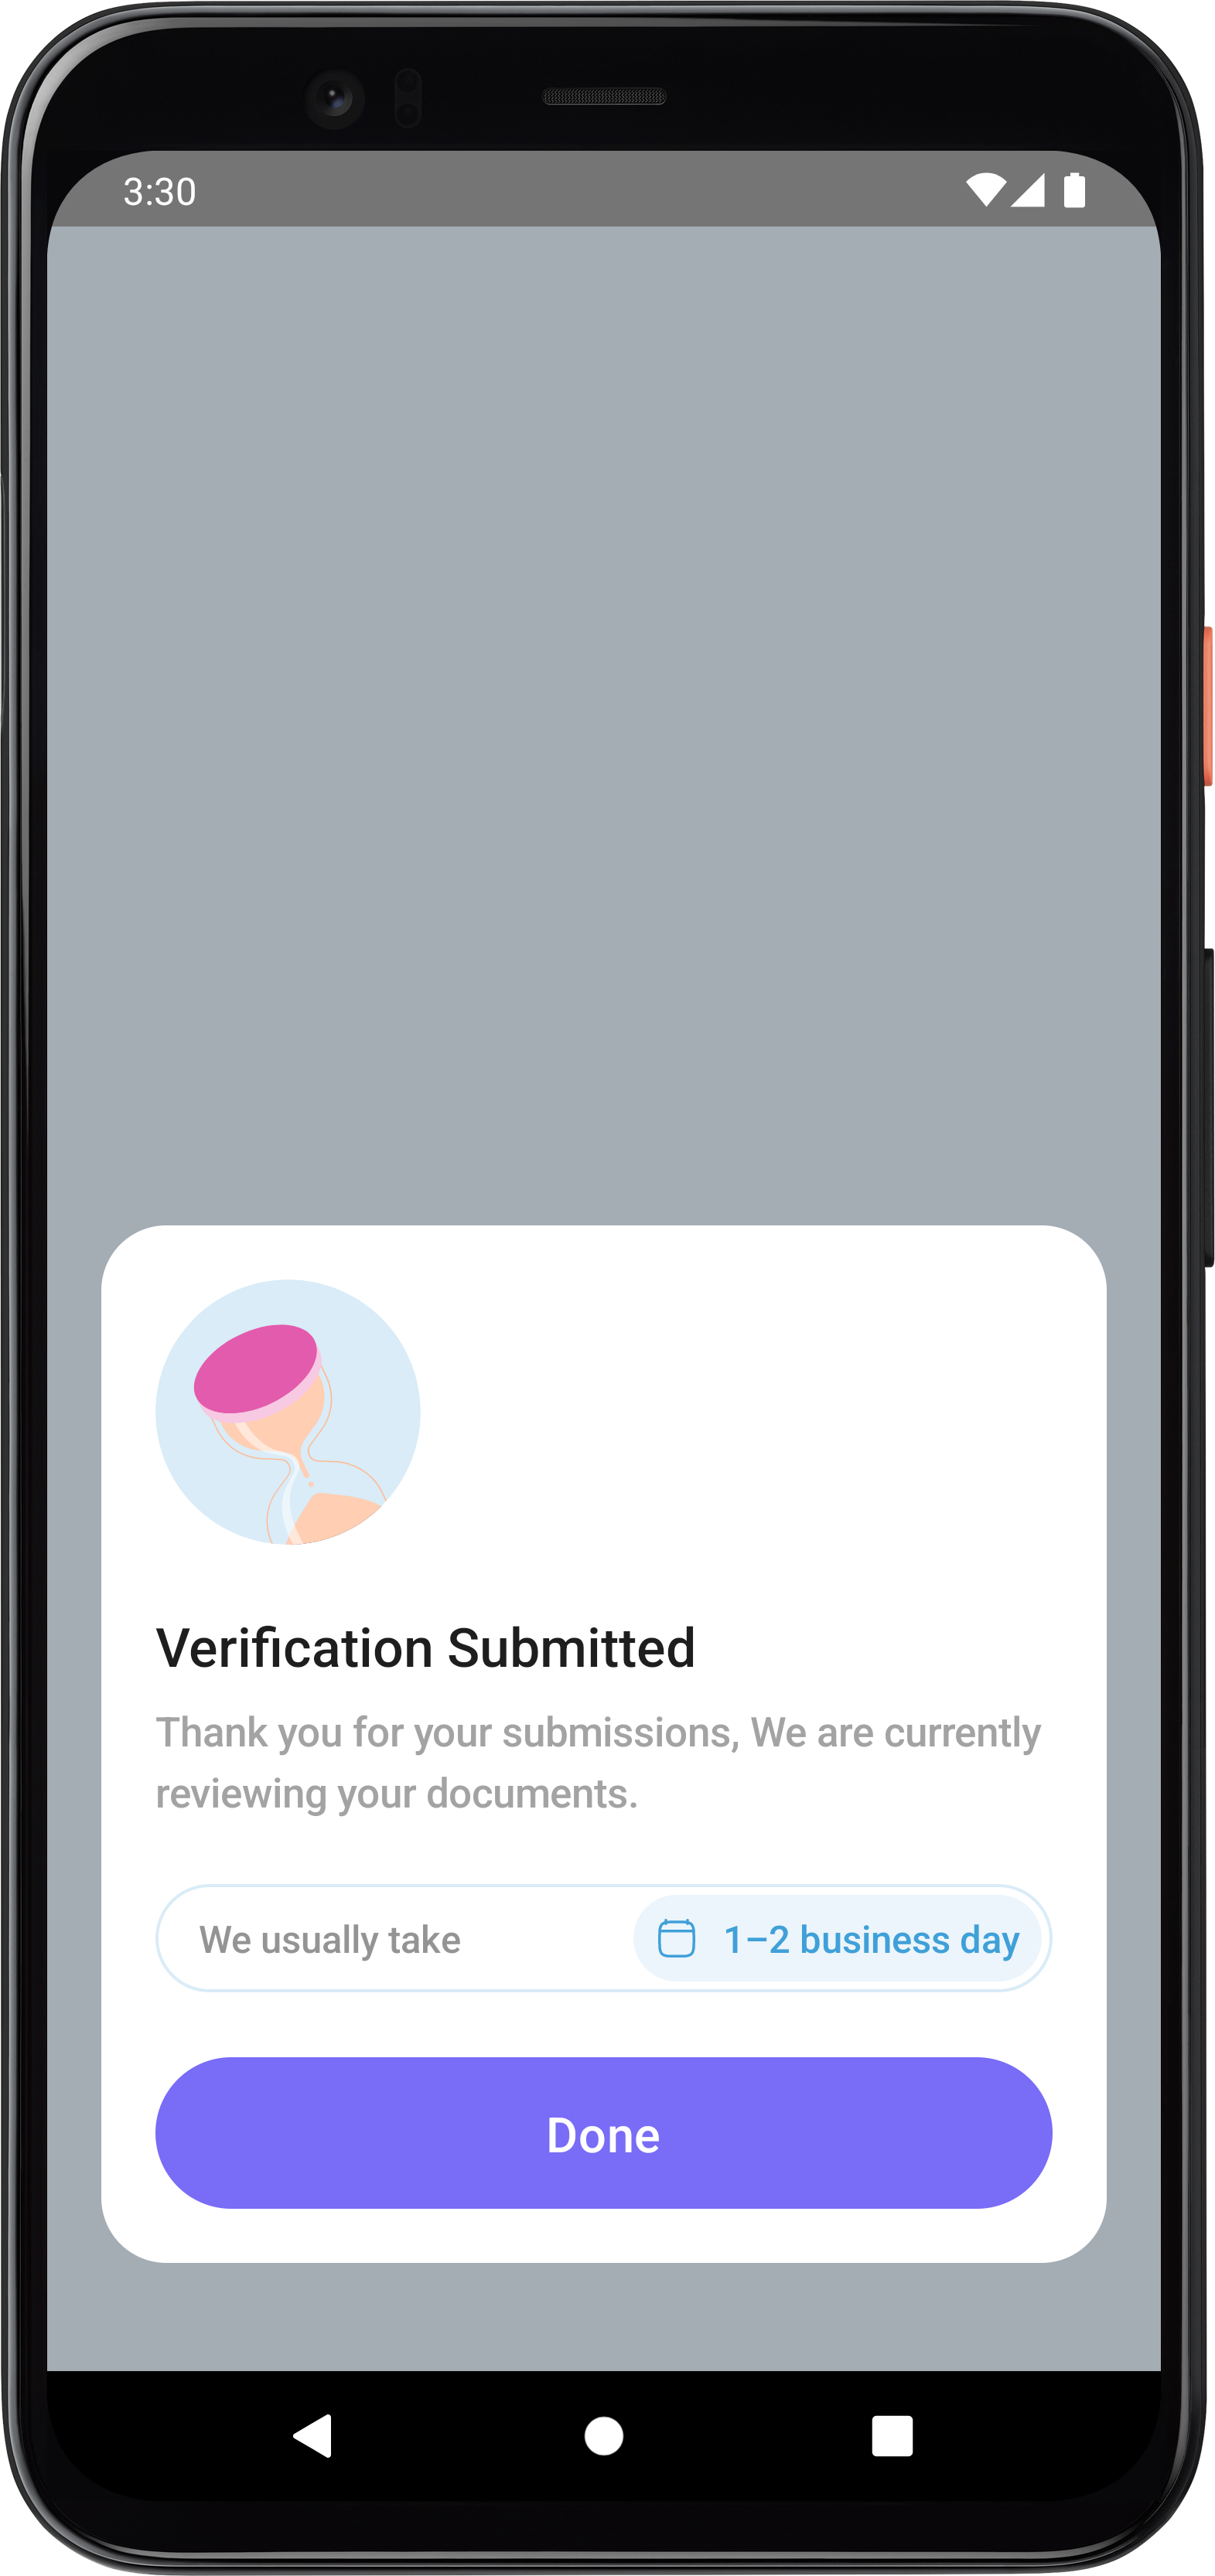 3:30
Verification Submitted
Thank you for your submissions, We are currently
reviewing your documents.
We usually take
1–2 business day
Done